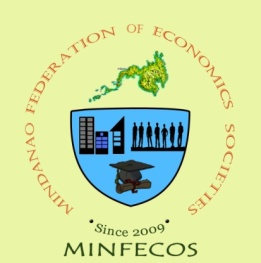 MINDANAO FEDERATION OF ECONOMICS SOCIETIES
Since 2009
MINFECOS